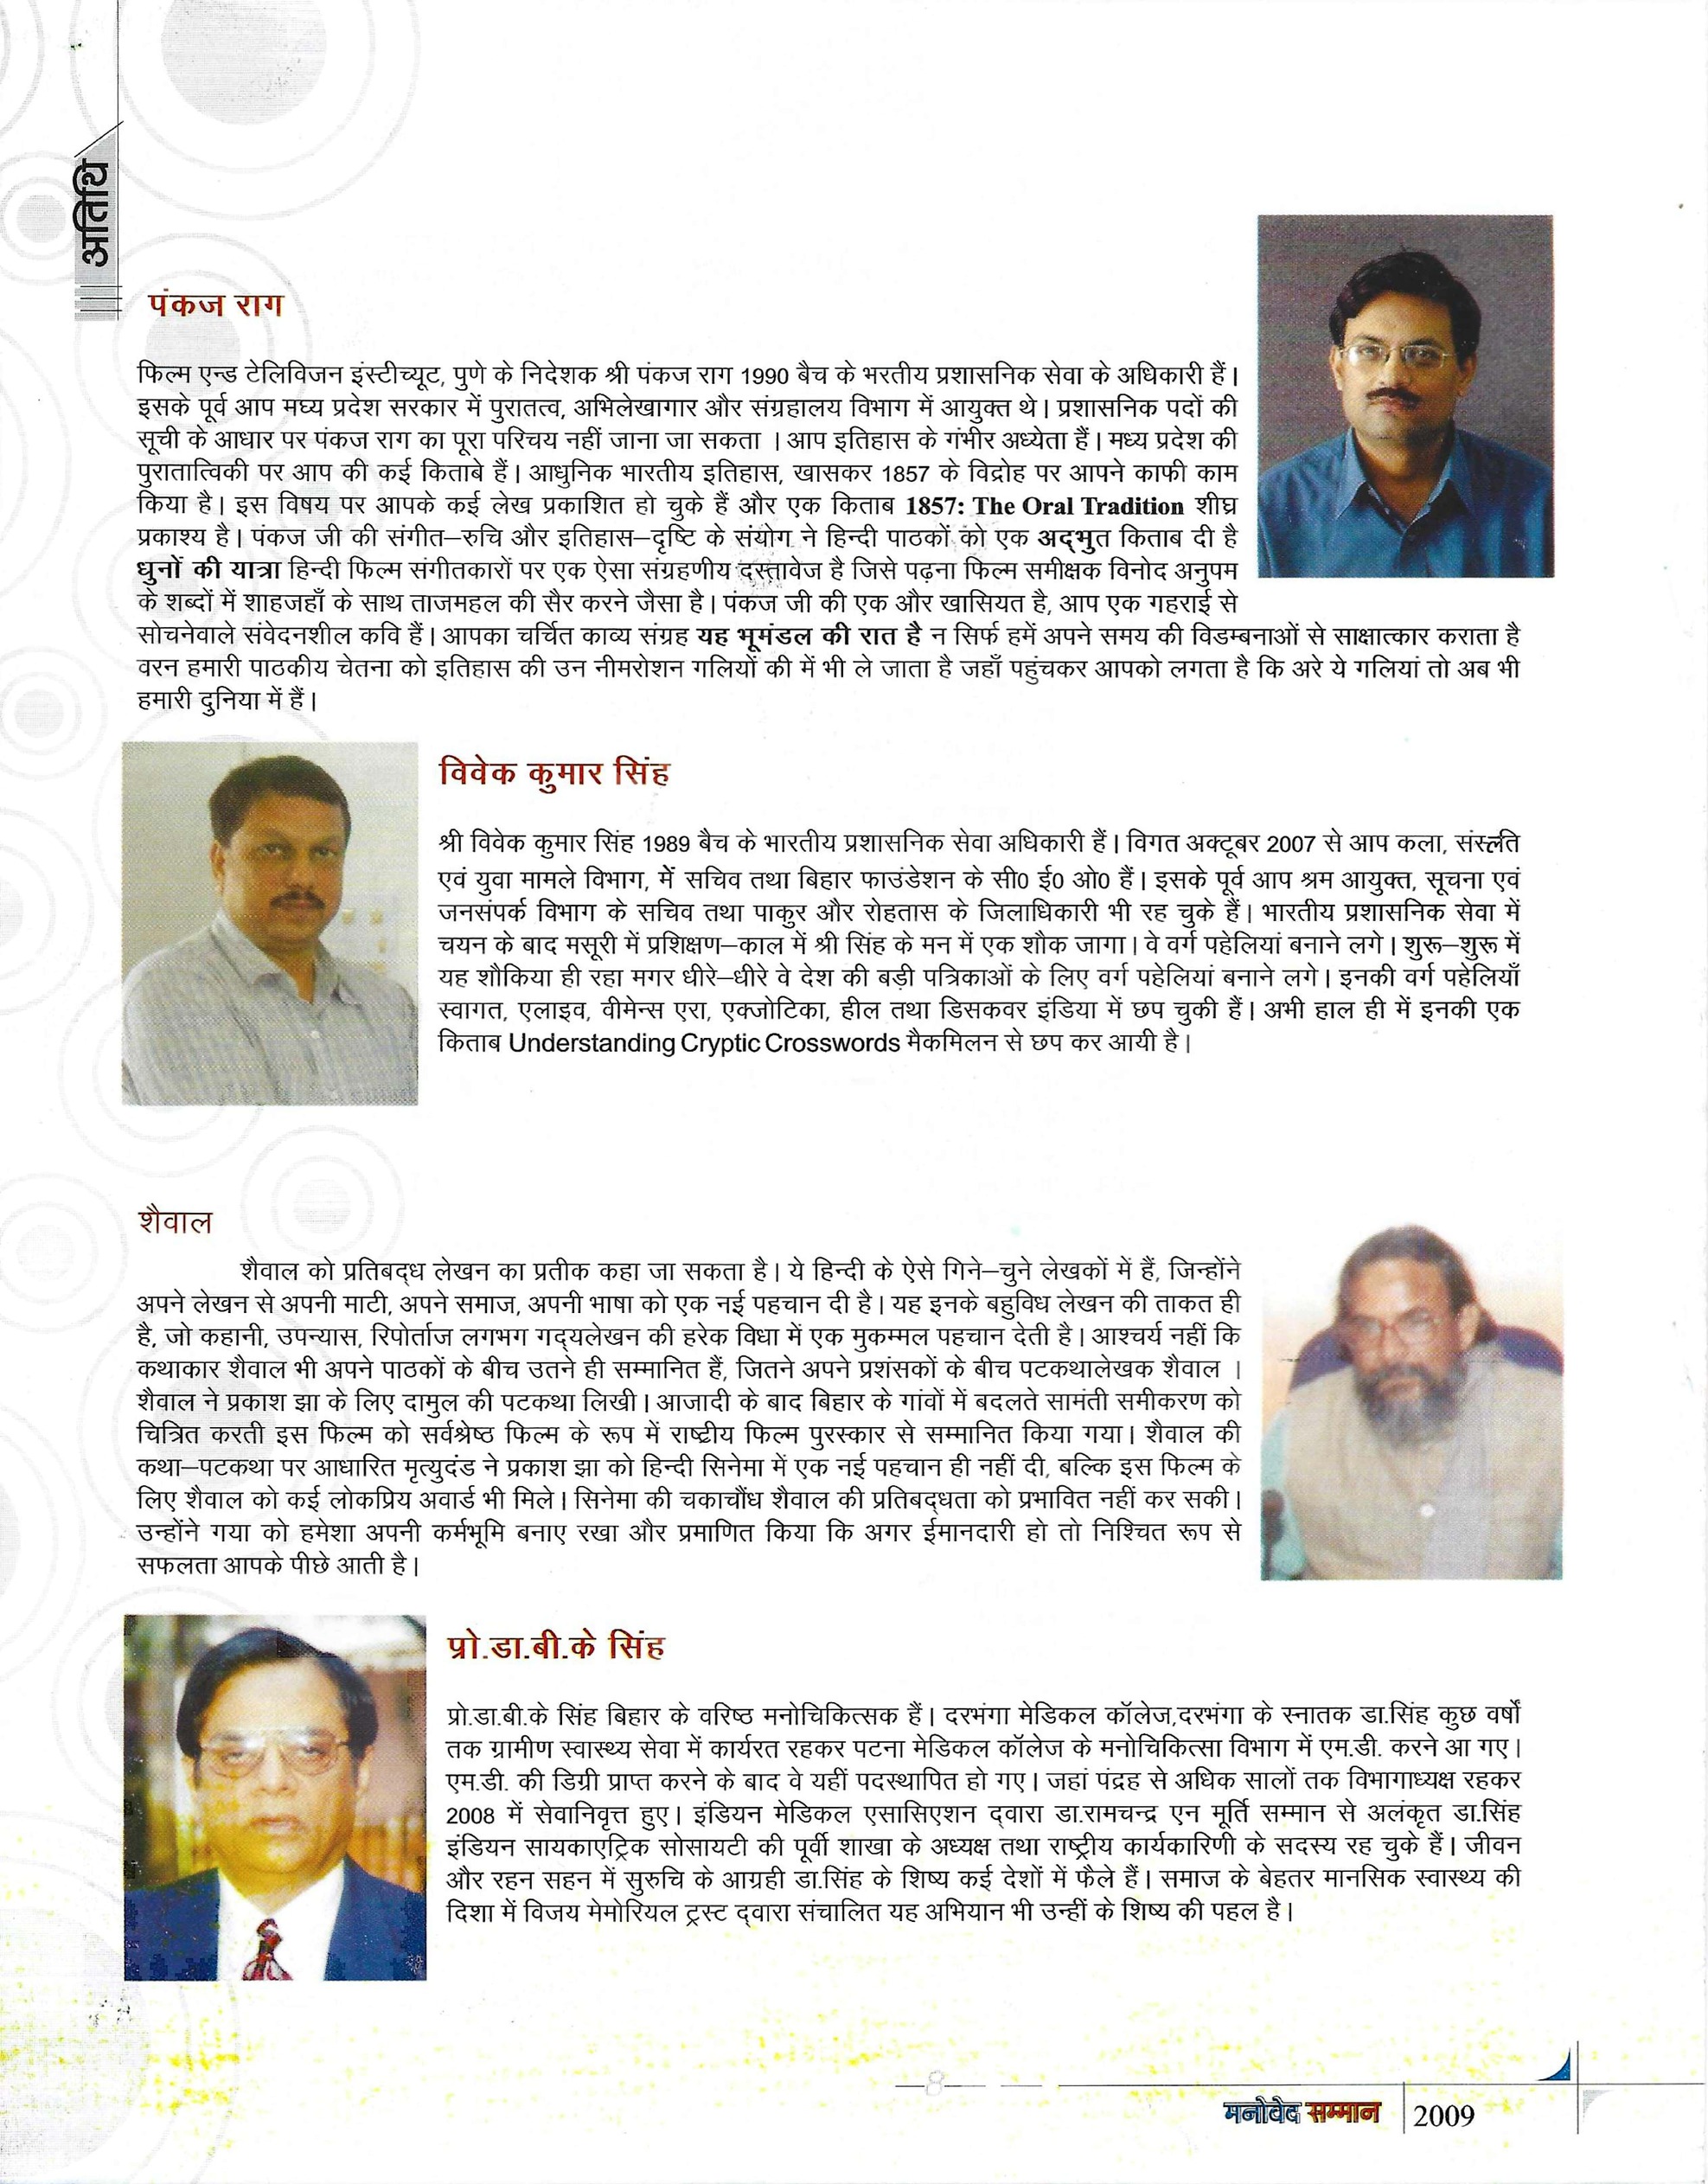 अतिथि
पंकज राग
फिल्म एन्ड टेलिविजन इंस्टीच्यूट, पुणे के निदेशक श्री पंकज राग 1990 बैच के भरतीय प्रशासनिक सेवा के अधिकारी हैं।
इसके पूर्व आप मघ्य प्रदेश सरकार में पुरातत्व, अभिलेखागार और संग्रहालय विभाग में आयुक्त थे। प्रशासनिक पदों की
सूची के आधार पर पंकज राग का पूरा परिचय नहीं जाना जा सकता । आप इतिहास के गंभीर अध्येता हैं। मध्य प्रदेश की
पुरातात्विकी पर आप की कई किताबे हैं। आधुनिक भारतीय इतिहास, खासकर 1857 के विद्रोह पर आपने काफी काम
किया है। इस विषय पर आपके कई लेख प्रकाशित हो चुके हैं और एक किताब 1857: The Oral Tradition शीघ्र
प्रकाश्य है। पंकज जी की संगीत–रुचि और इतिहास–दृष्टि के संयोग ने हिन्दी पाठकों को एक अद्भुत किताब दी है
धुनों की यात्रा हिन्दी फिल्म संगीतकारों पर एक ऐसा संग्रहणीय दस्तावेज है जिसे पढ़ना फिल्म समीक्षक विनोद अनुपम
के शब्दों में शाहजहाँ के साथ ताजमहल की सैर करने जैसा है। पंकज जी की एक और खासियत है, आप एक गहराई से
सोचनेवाले संवेदनशील कवि हैं। आपका चर्चित काव्य संग्रह यह भूमंडल की रात है न सिर्फ हमें अपने समय की विडम्बनाओं से साक्षात्कार कराता है
वरन हमारी पाठकीय चेतना को इतिहास की उन नीमरोशन गलियों की में भी ले जाता है जहाँ पहुंचकर आपको लगता है कि अरे ये गलियां तो अब भी
हमारी दुनिया में हैं।
विवेक कुमार सिंह
श्री विवेक कुमार सिंह 1989 बैच के भारतीय प्रशासनिक सेवा अधिकारी हैं। विगत अक्टूबर 2007 से आप कला, संस्लति
एवं युवा मामले विभाग, में सचिव तथा बिहार फाउंडेशन के सी0 ई0 ओ0 हैं। इसके पूर्व आप श्रम आयुक्त, सूचना एवं
जनसंपर्क विभाग के सचिव तथा पाकुर और रोहतास के जिलाधिकारी भी रह चुके हैं। भारतीय प्रशासनिक सेवा में
चयन के बाद मसूरी में प्रशिक्षण–काल में श्री सिंह के मन में एक शौक जागा। वे वर्ग पहेलियां बनाने लगे। शुरू–शुरू में
यह शौकिया ही रहा मगर धीरे–धीरे वे देश की बड़ी पत्रिकाओं के लिए वर्ग पहेलियां बनाने लगे। इनकी वर्ग पहेलियाँ
स्वागत, एलाइव, वीमेन्स एरा, एक्जोटिका, हील तथा डिसकवर इंडिया में छप चुकी हैं। अभी हाल ही में इनकी एक
किताब Understanding Cryptic Crosswords मैकमिलन से छप कर आयी है।
शैवाल
शैवाल को प्रतिबद्ध लेखन का प्रतीक कहा जा सकता है। ये हिन्दी के ऐसे गिने–चुने लेखकों में हैं, जिन्होंने
अपने लेखन से अपनी माटी, अपने समाज, अपनी भाषा को एक नई पहचान दी है। यह इनके बहुविध लेखन की ताकत ही
है, जो कहानी, उपन्यास, रिपोर्ताज लगभग गद्यलेखन की हरेक विधा में एक मुकम्मल पहचान देती है। आश्चर्य नहीं कि
कथाकार शैवाल भी अपने पाठकों के बीच उतने ही सम्मानित हैं, जितने अपने प्रशंसकों के बीच पटकथालेखक शैवाल ।
शैवाल ने प्रकाश झा के लिए दामुल की पटकथा लिखी। आजादी के बाद बिहार के गांवों में बदलते सामंती समीकरण को
चित्रित करती इस फिल्म को सर्वश्रेष्ठ फिल्म के रूप में राष्टीय फिल्म पुरस्कार से सम्मानित किया गया। शैवाल की
कथा–पटकथा पर आधारित मृत्युदंड ने प्रकाश झा को हिन्दी सिनेमा में एक नई पहचान ही नहीं दी, बल्कि इस फिल्म के
लिए शैवाल को कई लोकप्रिय अवार्ड भी मिले। सिनेमा की चकाचौंध शैवाल की प्रतिबद्धता को प्रभावित नहीं कर सकी।
उन्होंने गया को हमेशा अपनी कर्मभूमि बनाए रखा और प्रमाणित किया कि अगर ईमानदारी हो तो निश्चित रूप से
सफलता आपके पीछे आती है।
प्रो.डा.बी.के सिंह
प्रो.डा.बी.के सिंह बिहार के वरिष्ठ मनोचिकित्सक हैं। दरभंगा मेडिकल कॉलेज,दरभंगा के स्नातक डा.सिंह कुछ वर्षों
तक ग्रामीण स्वास्थ्य सेवा में कार्यरत रहकर पटना मेडिकल कॉलेज के मनोचिकित्सा विभाग में एम.डी. करने आ गए।
एम.डी. की डिग्री प्राप्त करने के बाद वे यहीं पदस्थापित हो गए। जहां पंद्रह से अधिक सालों तक विभागाध्यक्ष रहकर
2008 में सेवानिवृत्त हुए। इंडियन मेडिकल एसासिएशन द्वारा डा.रामचन्द्र एन मूर्ति सम्मान से अलंकृत डा.सिंह
इंडियन सायकाएट्रिक सोसायटी की पूर्वी शाखा के अध्यक्ष तथा राष्ट्रीय कार्यकारिणी के सदस्य रह चुके हैं। जीवन
और रहन सहन में सुरुचि के आग्रही डा.सिंह के शिष्य कई देशों में फैले हैं। समाज के बेहतर मानसिक स्वास्थ्य की
दिशा में विजय मेमोरियल ट्रस्ट द्वारा संचालित यह अभियान भी उन्हीं के शिष्य की पहल है।
8
मनोवेद सम्मान 2009